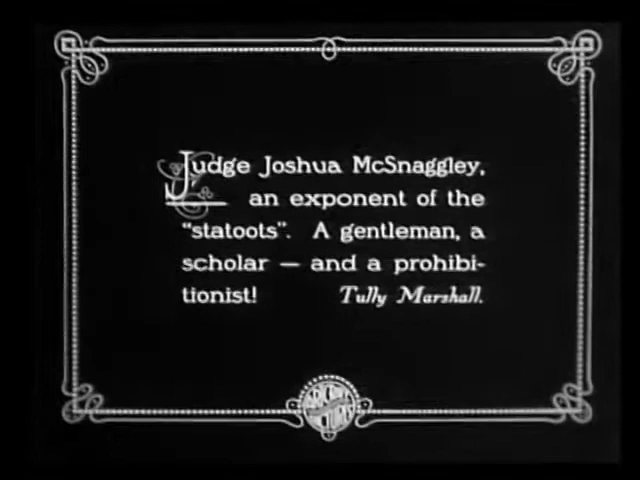 Judge Joshua McSnaggley,
an exponent of the
“statoots”. A gentleman, a
scholar — and a prohibi-
tionist! Tully Marshall.